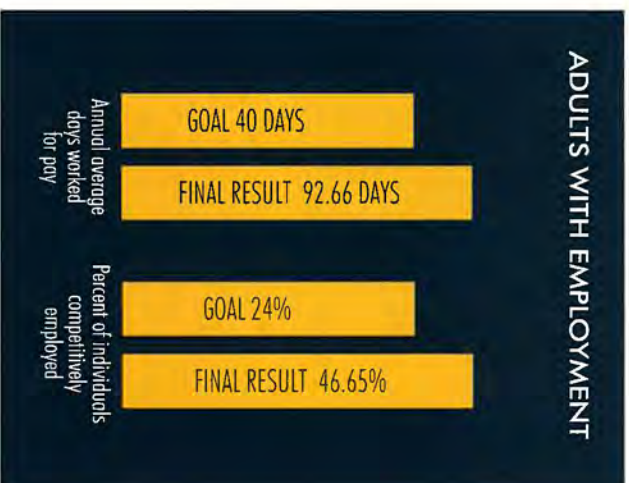 ADULTS WITH EMPLOYMENT
GOAL 40 DAYS
FINAL RESULT 92.66 DAYS
Annual average
days worked
for pay
GOAL 24%
FINAL RESULT 46.65%
Percent of individuals
competitively
employed